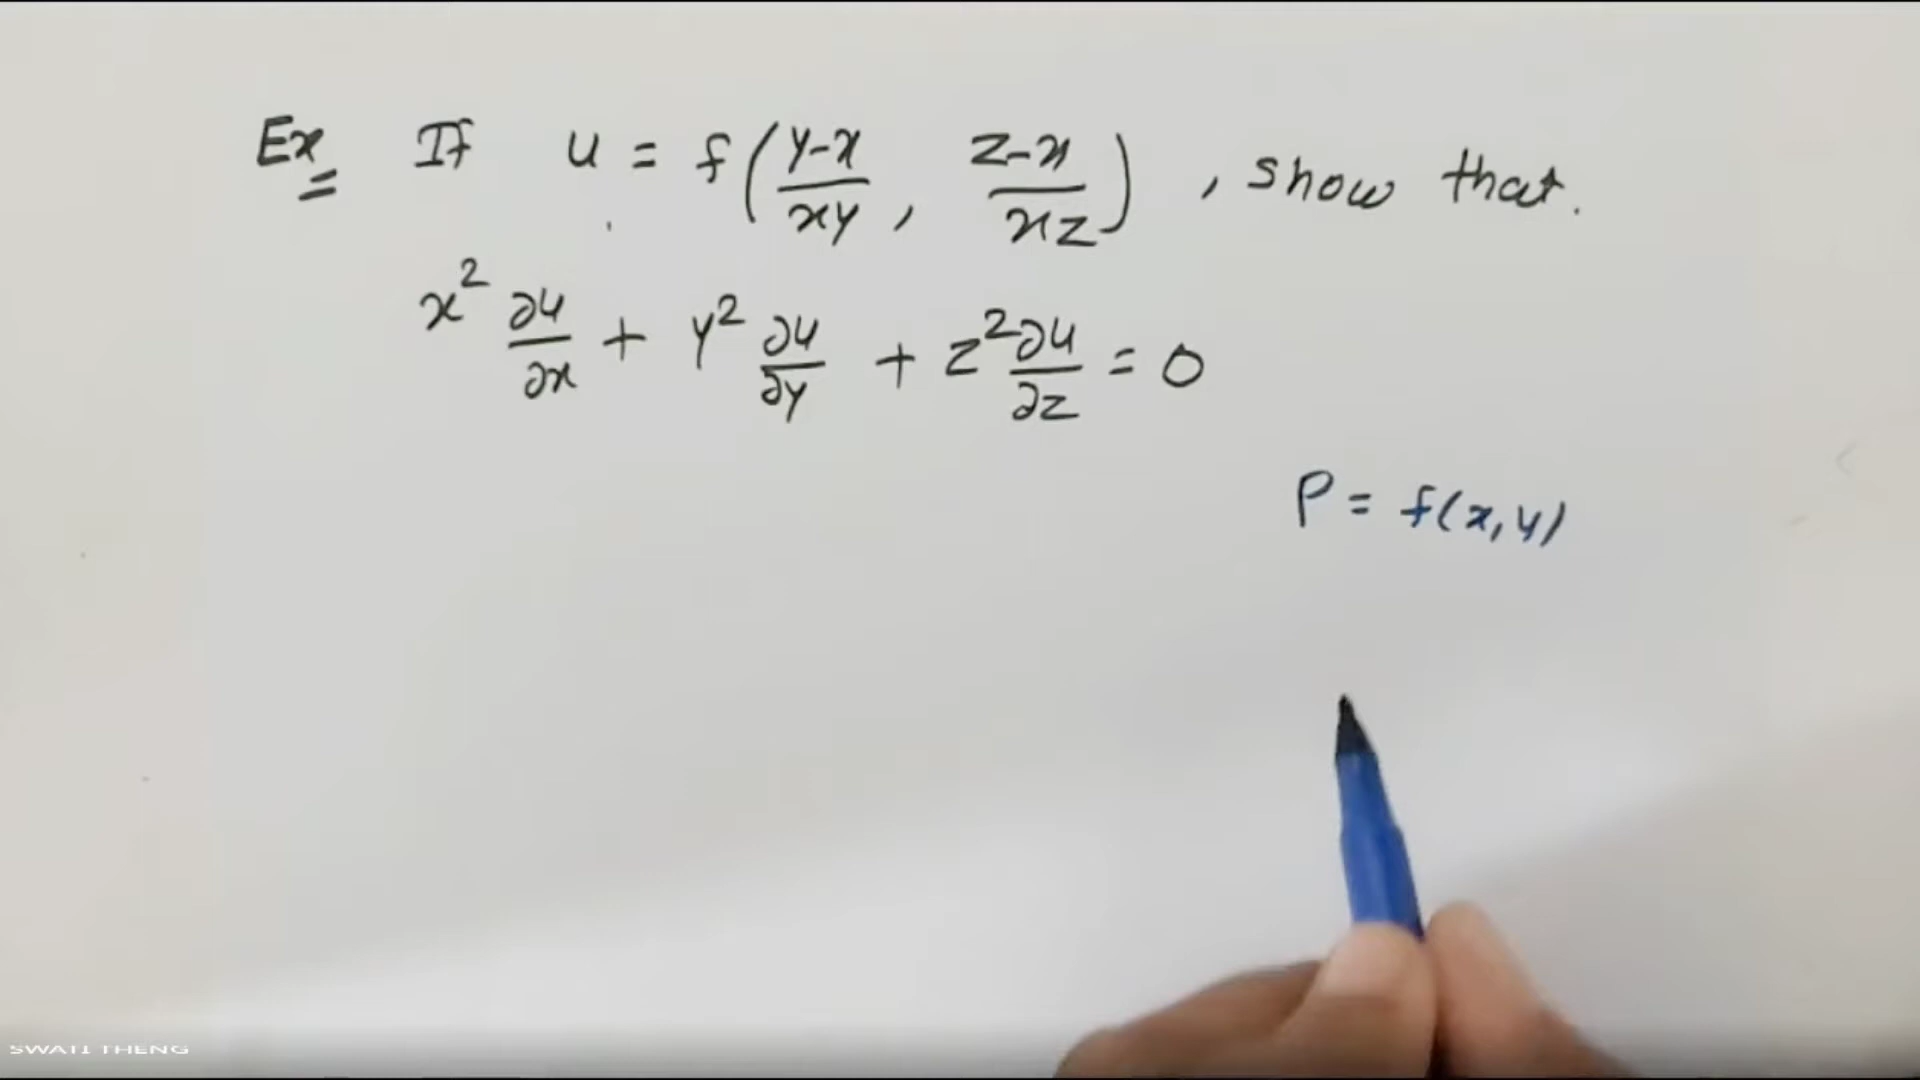 Ex If u = f(y-x/xy, z-x/xz), show that.
x² ∂u/∂x + y² ∂u/∂y + z² ∂u/∂z = 0
P = f(x,y)
SWATI THENG